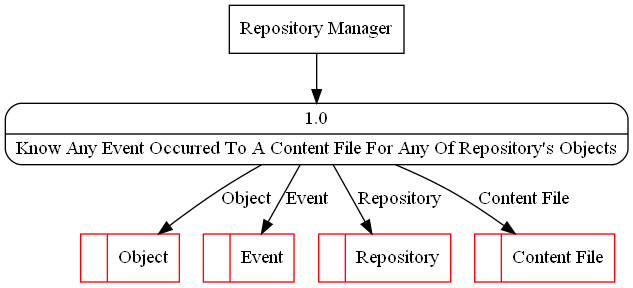 Repository Manager
1.0
Know Any Event Occurred To A Content File For Any Of Repository's Objects
Object
Event
Repository
Content File
Object
Event
Repository
Content File